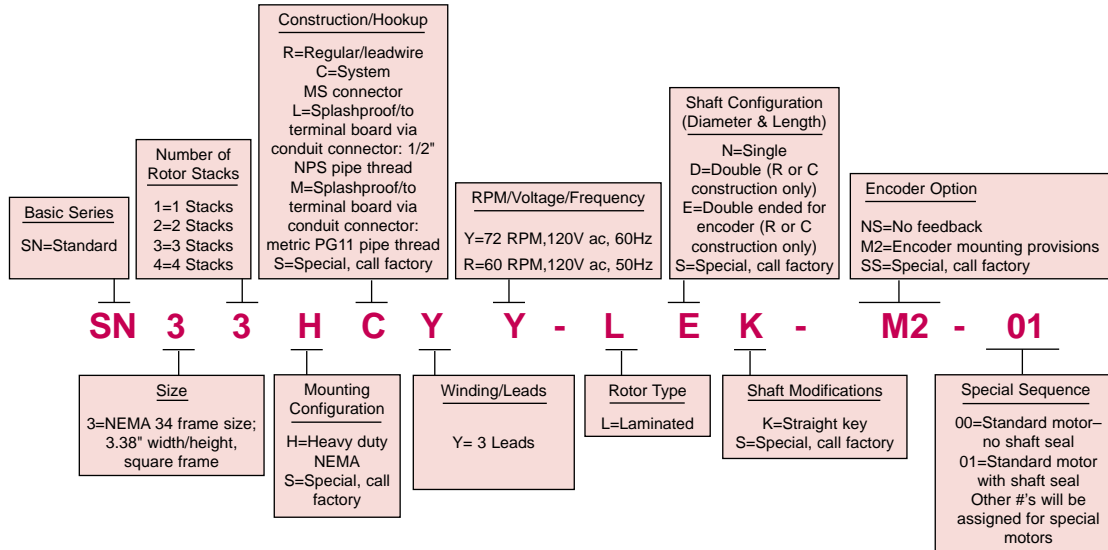 Construction/Hookup
R=Regular/leadwire
C=System
MS connector
L=Splashproof/to
terminal board via
conduit connector: 1/2"
NPS pipe thread
M=Splashproof/to
terminal board via
conduit connector:
metric PG11 pipe thread
S=Special, call factory
Shaft Configuration
(Diameter & Length)
N=Single
D=Double (R or C
construction only)
E=Double ended for
encoder (R or C
construction only)
S=Special, call factory
Number of
Rotor Stacks
1=1 Stacks
2=2 Stacks
3=3 Stacks
4=4 Stacks
Basic Series
SN=Standard
RPM/Voltage/Frequency
Y=72 RPM,120V ac, 60Hz
R=60 RPM,120V ac, 50Hz
Encoder Option
NS=No feedback
M2=Encoder mounting provisions
SS=Special, call factory
SN 3 3 H C Y Y - L E K - M2 - 01
Size
3=NEMA 34 frame size;
3.38" width/height,
square frame
Mounting
Configuration
H=Heavy duty
NEMA
S=Special, call
factory
Winding/Leads
Y= 3 Leads
Rotor Type
L=Laminated
Shaft Modifications
K=Straight key
S=Special, call factory
Special Sequence
00=Standard motor–
no shaft seal
01=Standard motor
with shaft seal
Other #'s will be
assigned for special
motors